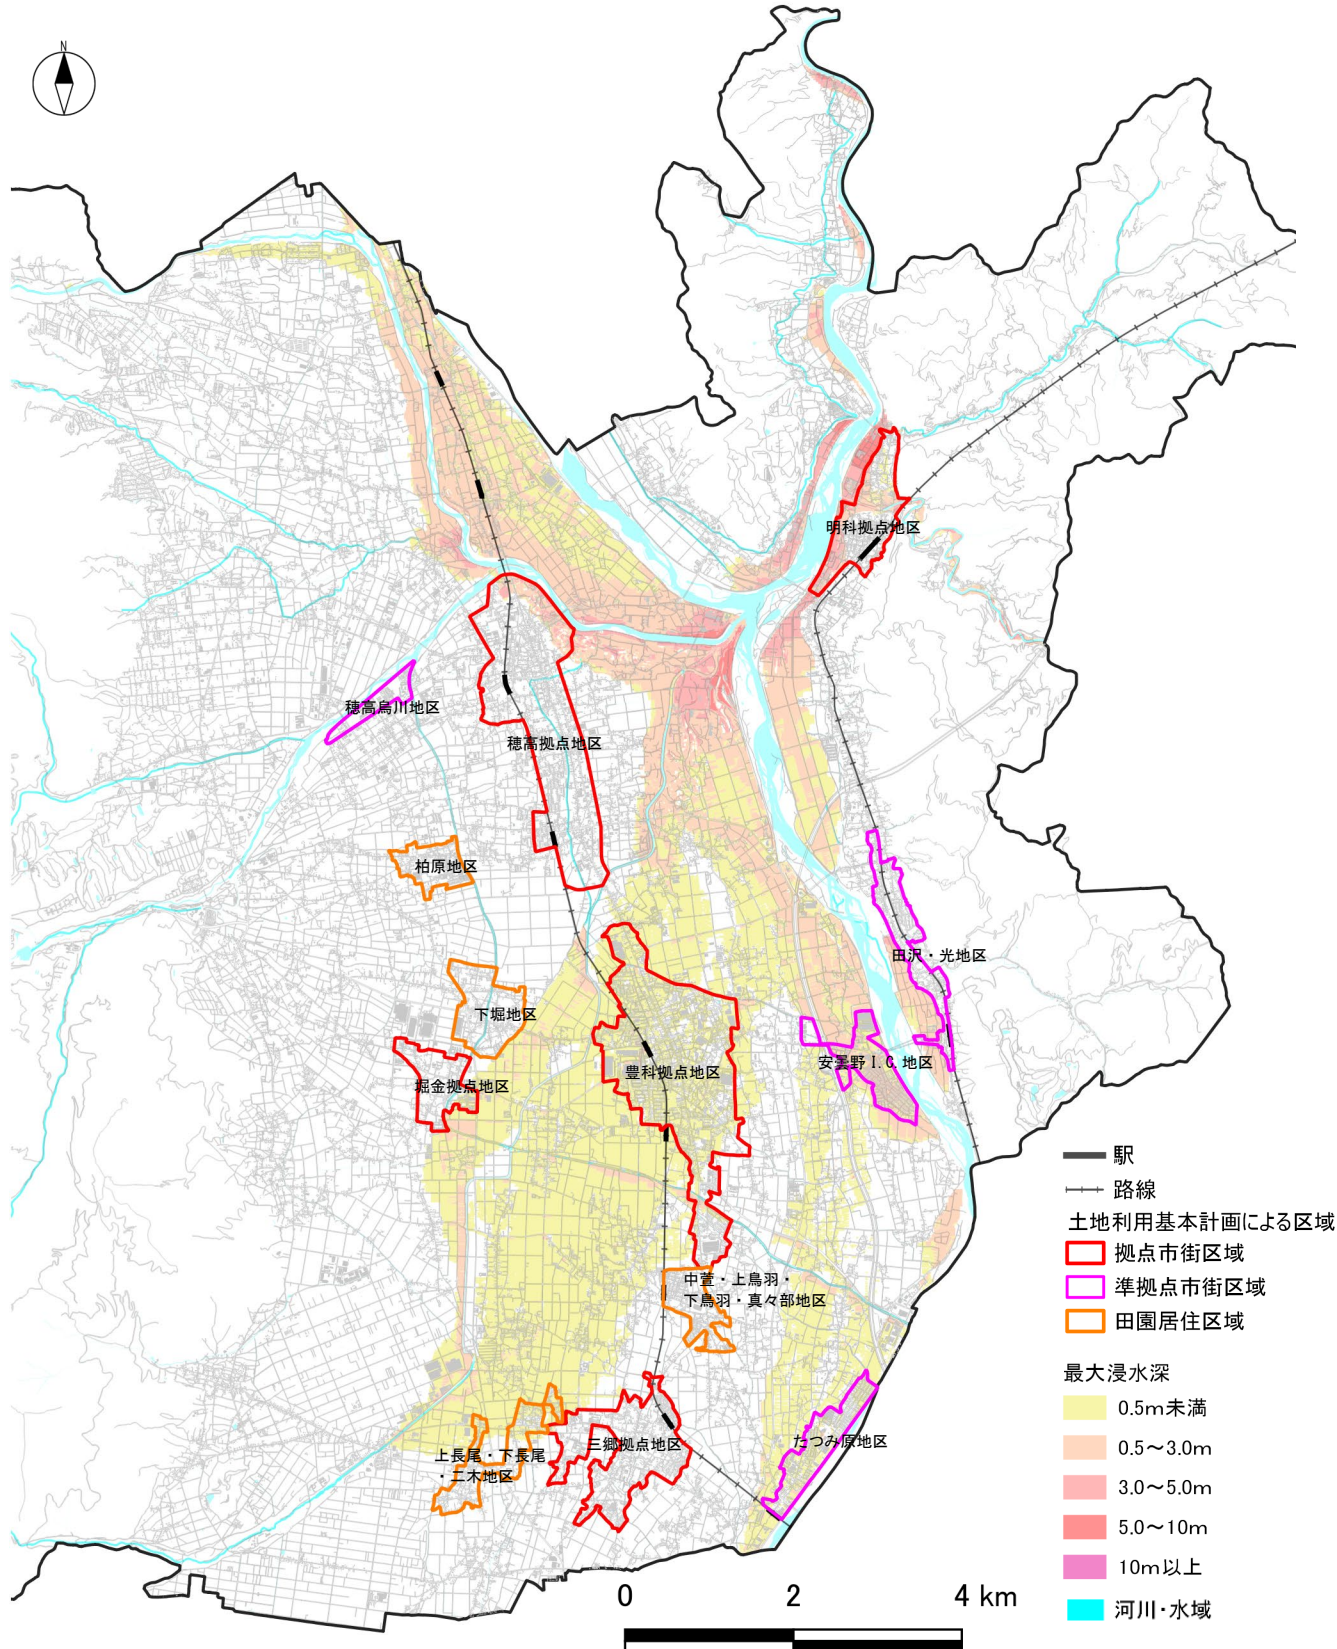 N
明科拠点地区
穂高烏川地区
穂高拠点地区
柏原地区
田沢・光地区
下堀地区
安曇野I.C.地区
豊科拠点地区
堀金拠点地区
駅
路線
土地利用基本計画による区域
拠点市街区域
準拠点市街区域
田園居住区域
中萱・上鳥羽・
下鳥羽・真々部地区
最大浸水深
0.5m未満
0.5～3.0m
3.0～5.0m
5.0～10m
10m以上
河川・水域
三郷拠点地区
たつみ原地区
上長尾・下長尾
・二木地区
0 2 4 km